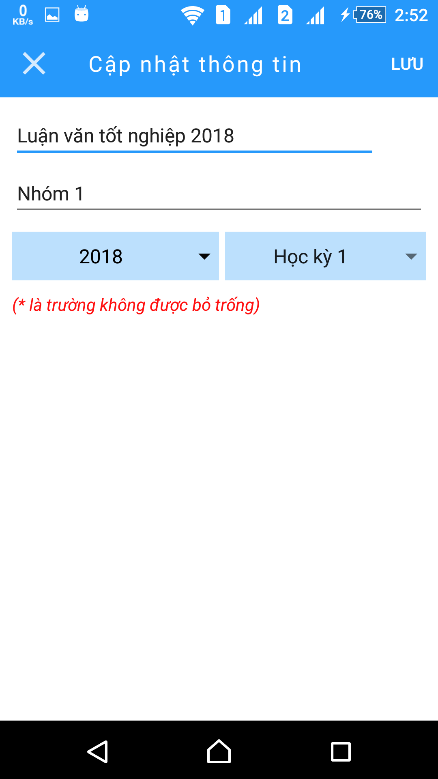 0
KB/s
1
2
76%
2:52
Cập nhật thông tin
LƯU
Luận văn tốt nghiệp 2018
Nhóm 1
2018
Học kỳ 1
(* là trường không được bỏ trống)